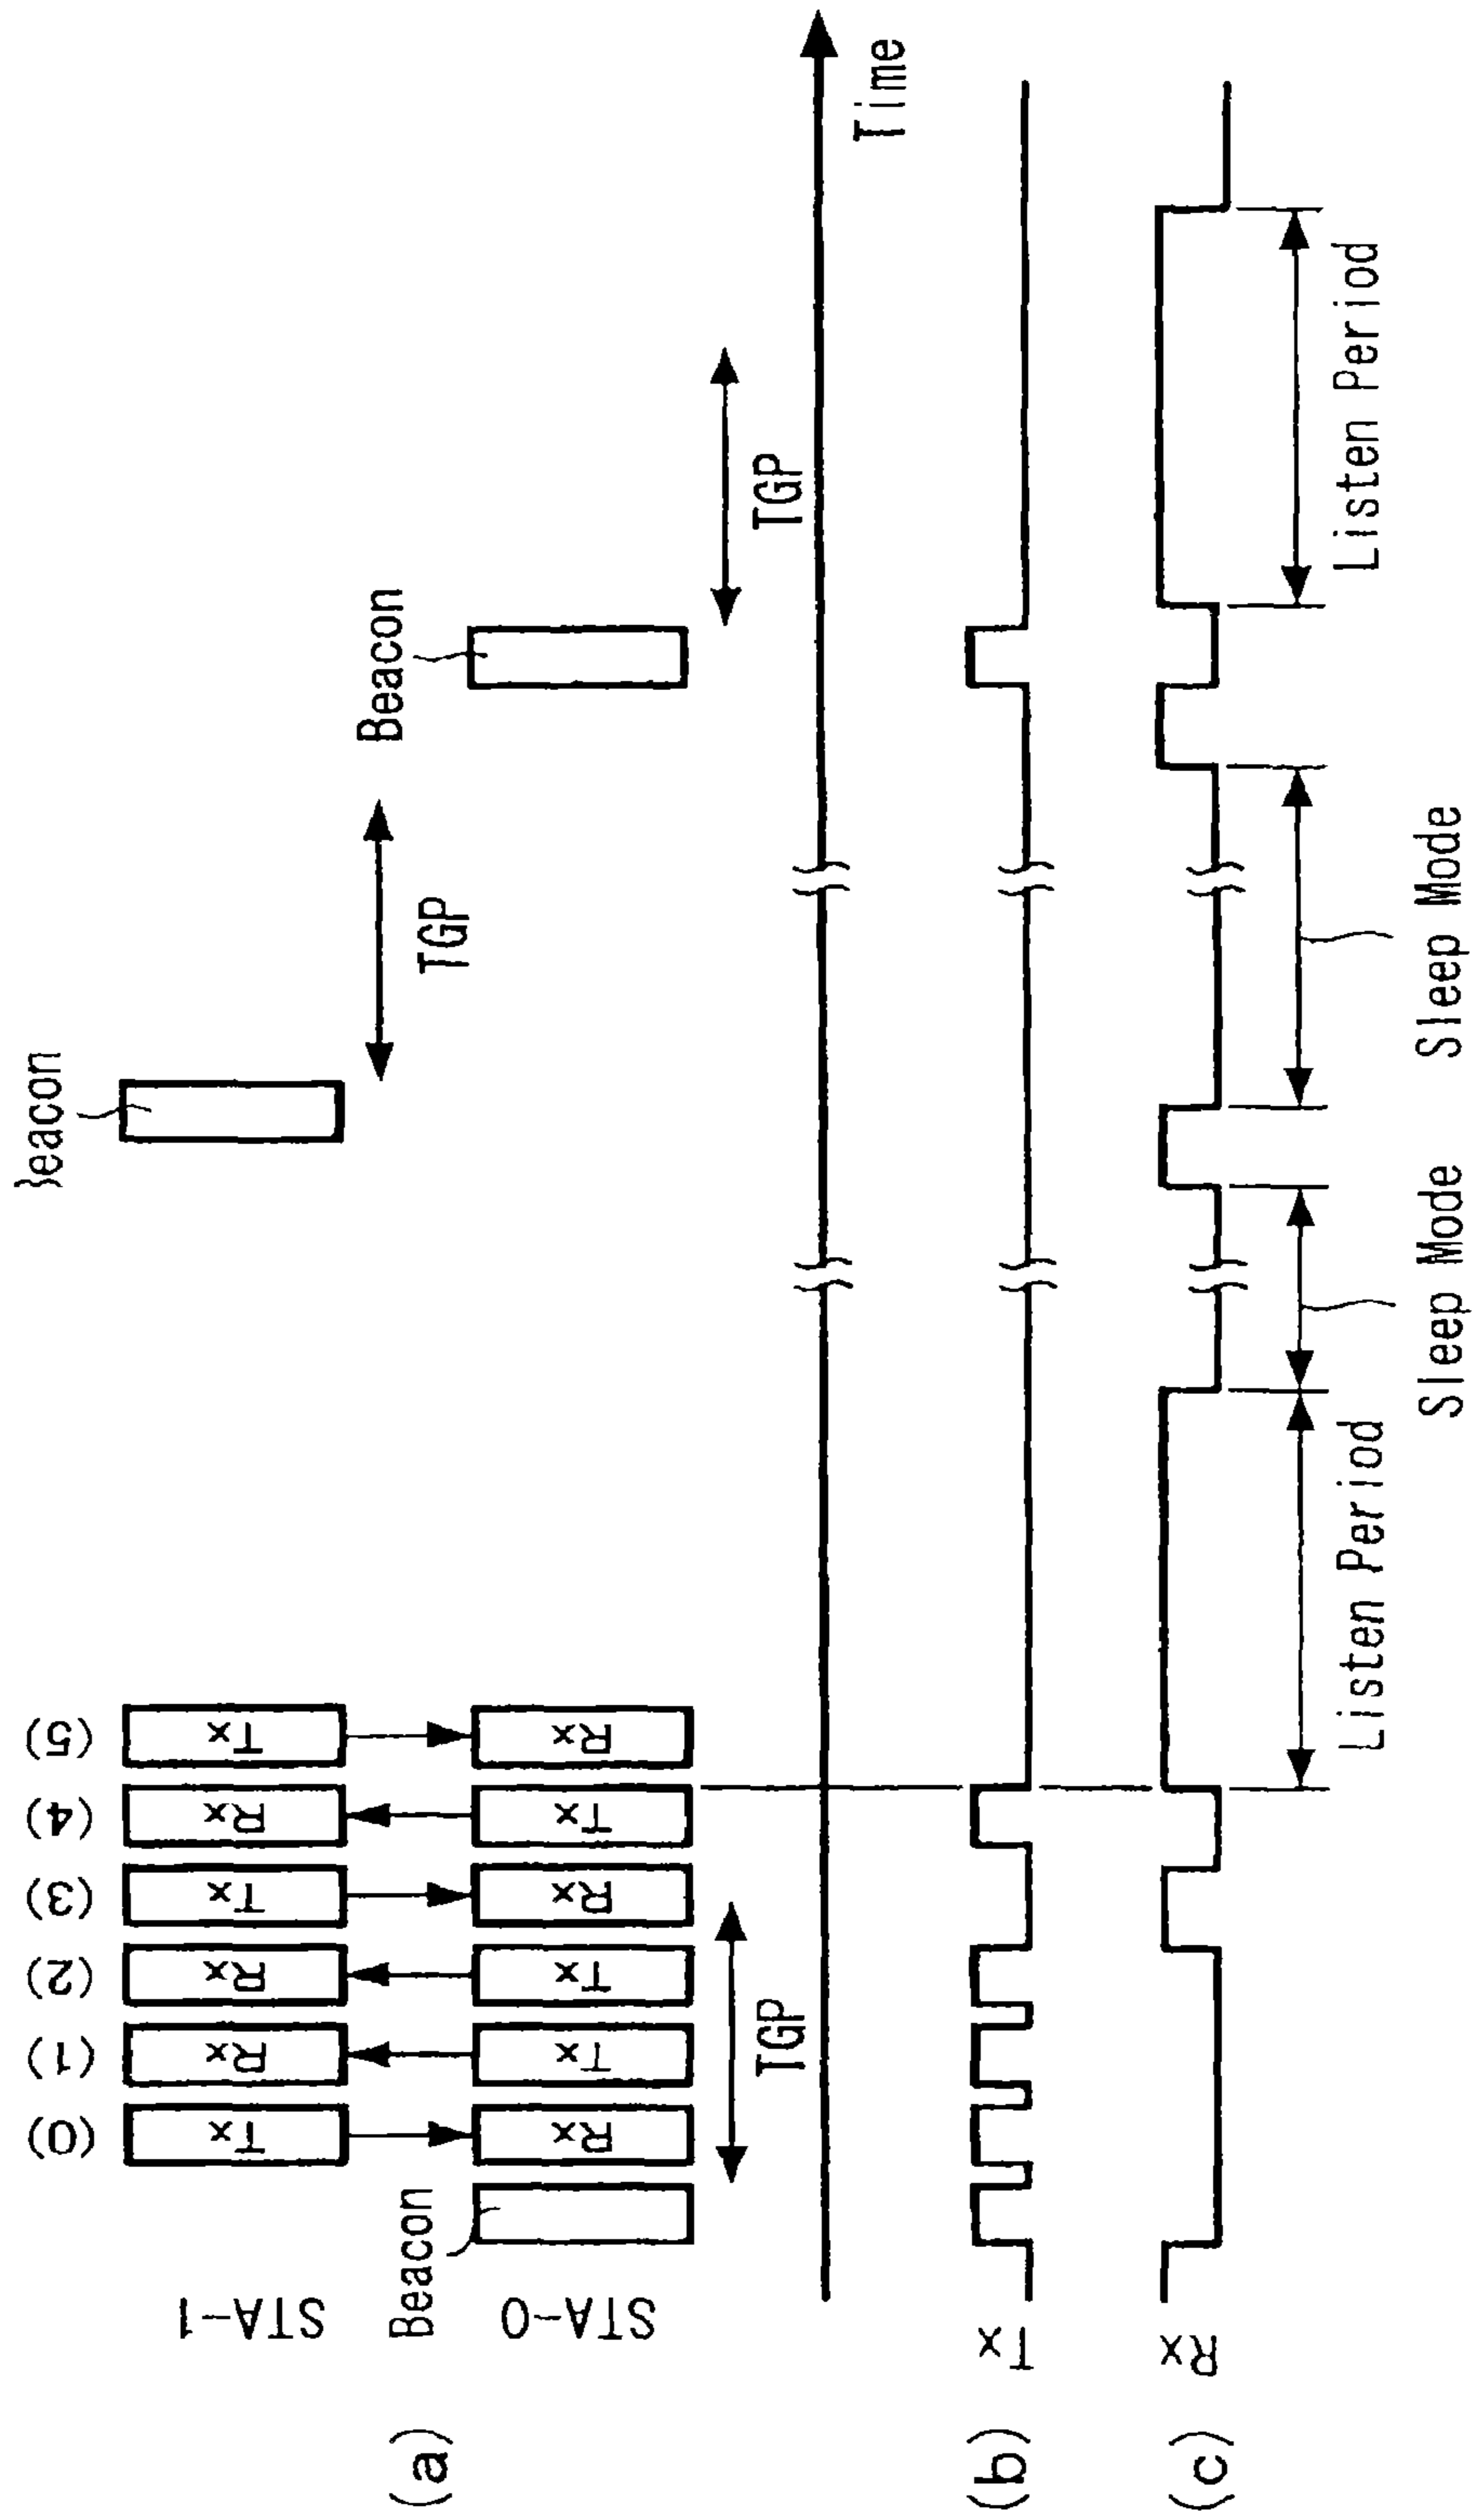 (0) (1) (2) (3) (4) (5) Beacon
STA-1 Tx Rx Rx Tx Rx Tx
(a) Beacon TGP Beacon
STA-0 Rx Tx Tx Rx Tx Rx
TGP TGP
Time
(b) Tx
(c) Rx
Listen Period Listen Period
Sleep Mode Sleep Mode